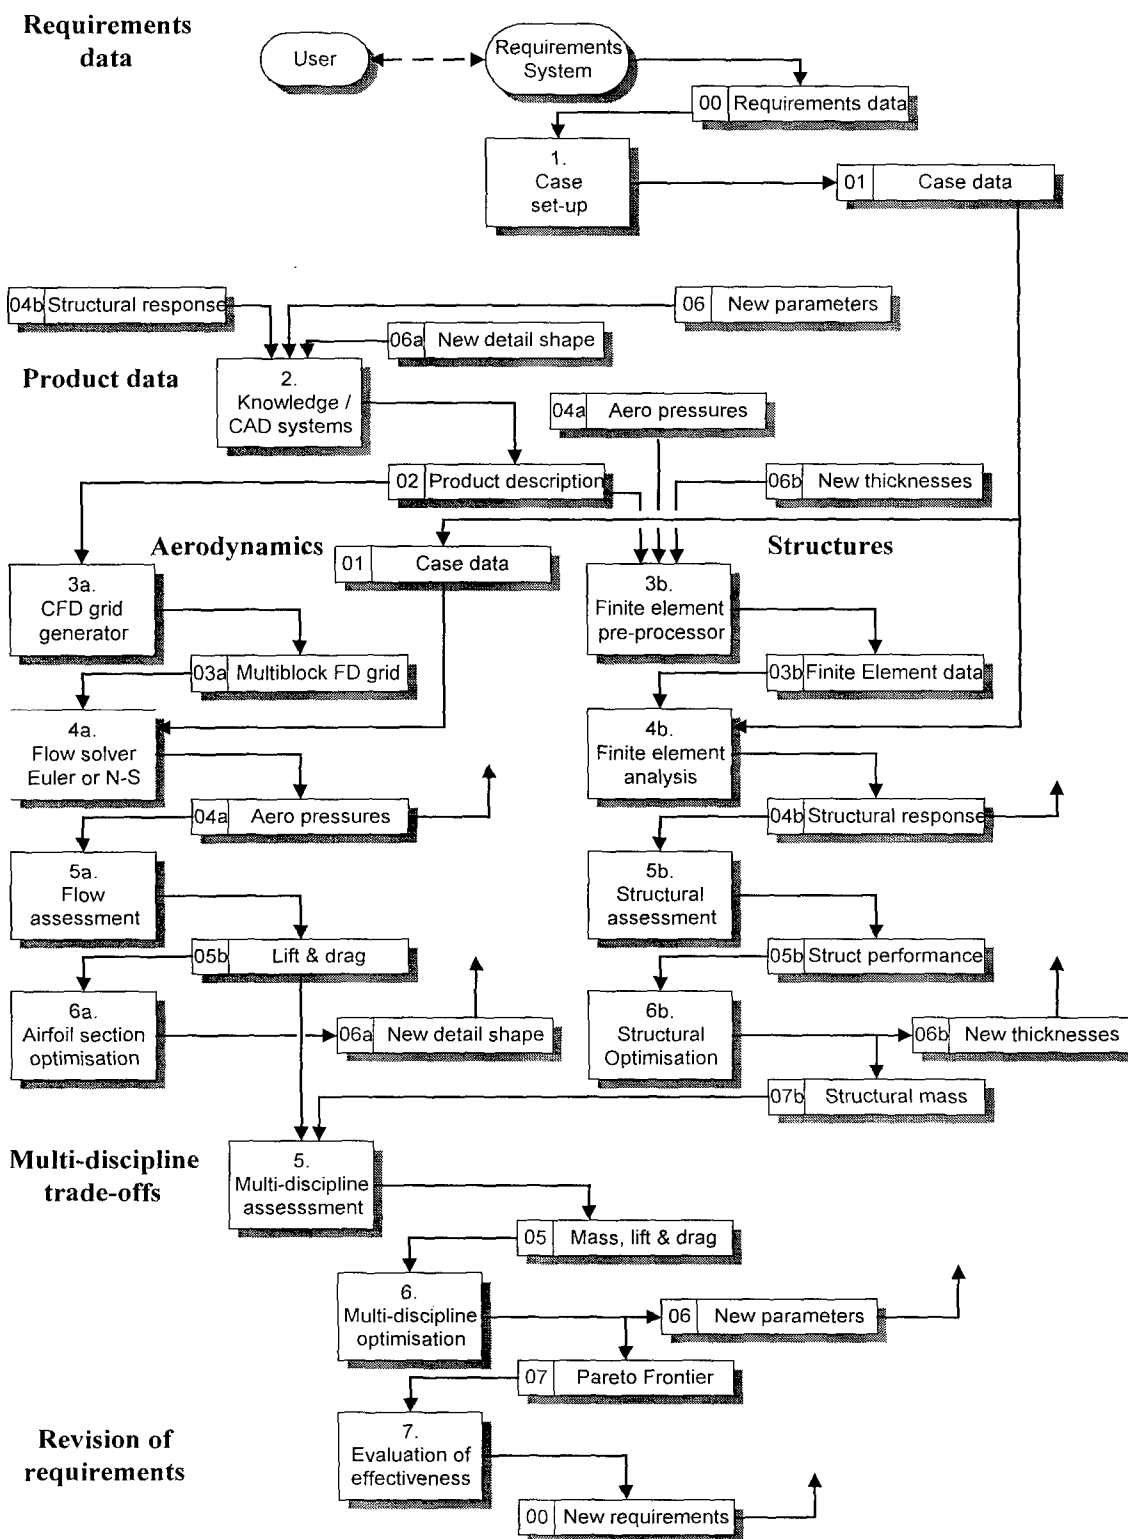 Requirements
data
User
Requirements
System
00 Requirements data
1.
Case
set-up
01 Case data
04b Structural response
06 New parameters
06a New detail shape
Product data
2.
Knowledge /
CAD systems
04a Aero pressures
02 Product description
06b New thicknesses
Aerodynamics
Structures
01 Case data
3a.
CFD grid
generator
3b.
Finite element
pre-processor
03a Multiblock FD grid
03b Finite Element data
4a.
Flow solver
Euler or N-S
4b.
Finite element
analysis
04a Aero pressures
04b Structural response
5a.
Flow
assessment
5b.
Structural
assessment
05b Lift & drag
05b Struct performance
6a.
Airfoil section
optimisation
06a New detail shape
6b.
Structural
Optimisation
06b New thicknesses
07b Structural mass
Multi-discipline
trade-offs
5.
Multi-discipline
assesssment
05 Mass, lift & drag
6.
Multi-discipline
optimisation
06 New parameters
07 Pareto Frontier
Revision of
requirements
7.
Evaluation of
effectiveness
00 New requirements